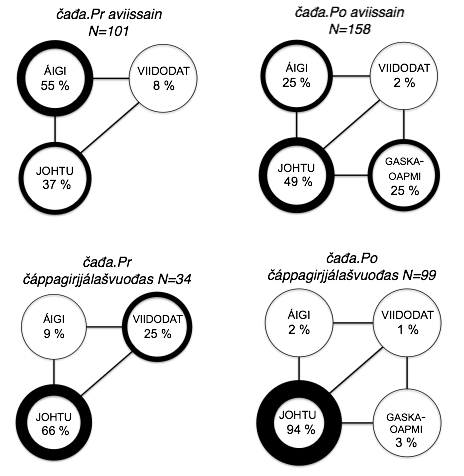 čađa.Pr aviissain
N=101
ÁIGI
55 %
VIIDODAT
8 %
JOHTU
37 %
čađa.Po aviissain
N=158
ÁIGI
25 %
VIIDODAT
2 %
JOHTU
49 %
GASKA-
OAPMI
25 %
čađa.Pr
čáppagirjjálašvuođas N=34
ÁIGI
9 %
VIIDODAT
25 %
JOHTU
66 %
čađa.Po
čáppagirjjálašvuođas N=99
ÁIGI
2 %
VIIDODAT
1 %
JOHTU
94 %
GASKA-
OAPMI
3 %